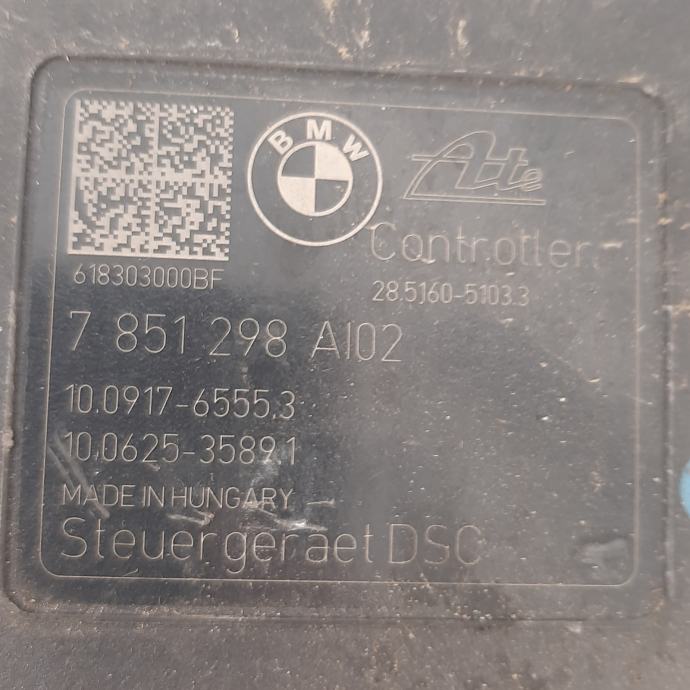 BMW
Ate
Controller
618303000BF
28.5160-5103.3
7 851 298 AI02
10.0917-6555.3
10.0625-3589.1
MADE IN HUNGARY
Steuergeraet DSC